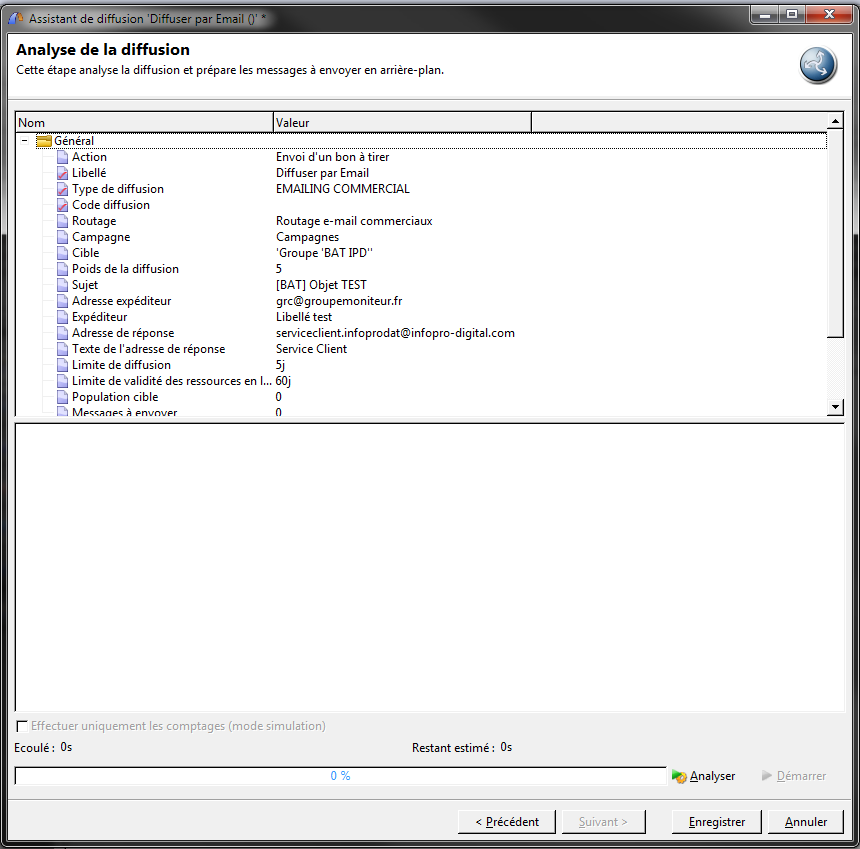 Assistant de diffusion 'Diffuser par Email ()' *
Analyse de la diffusion
Cette étape analyse la diffusion et prépare les messages à envoyer en arrière-plan.
Nom Valeur
Général
Action Envoi d'un bon à tirer
Libellé Diffuser par Email
Type de diffusion EMAILING COMMERCIAL
Code diffusion
Routage Routage e-mail commerciaux
Campagne Campagnes
Cible 'Groupe 'BAT IPD''
Poids de la diffusion 5
Sujet [BAT] Objet TEST
Adresse expéditeur grc@groupemoniteur.fr
Expéditeur Libellé test
Adresse de réponse serviceclient.infoprodat@infopro-digital.com
Texte de l'adresse de réponse Service Client
Limite de diffusion 5j
Limite de validité des ressources en l... 60j
Population cible 0
Messages à envoyer 0
Effectuer uniquement les comptages (mode simulation)
Ecoulé : 0s Restant estimé : 0s
0 % Analyser Démarrer
< Précédent Suivant > Enregistrer Annuler